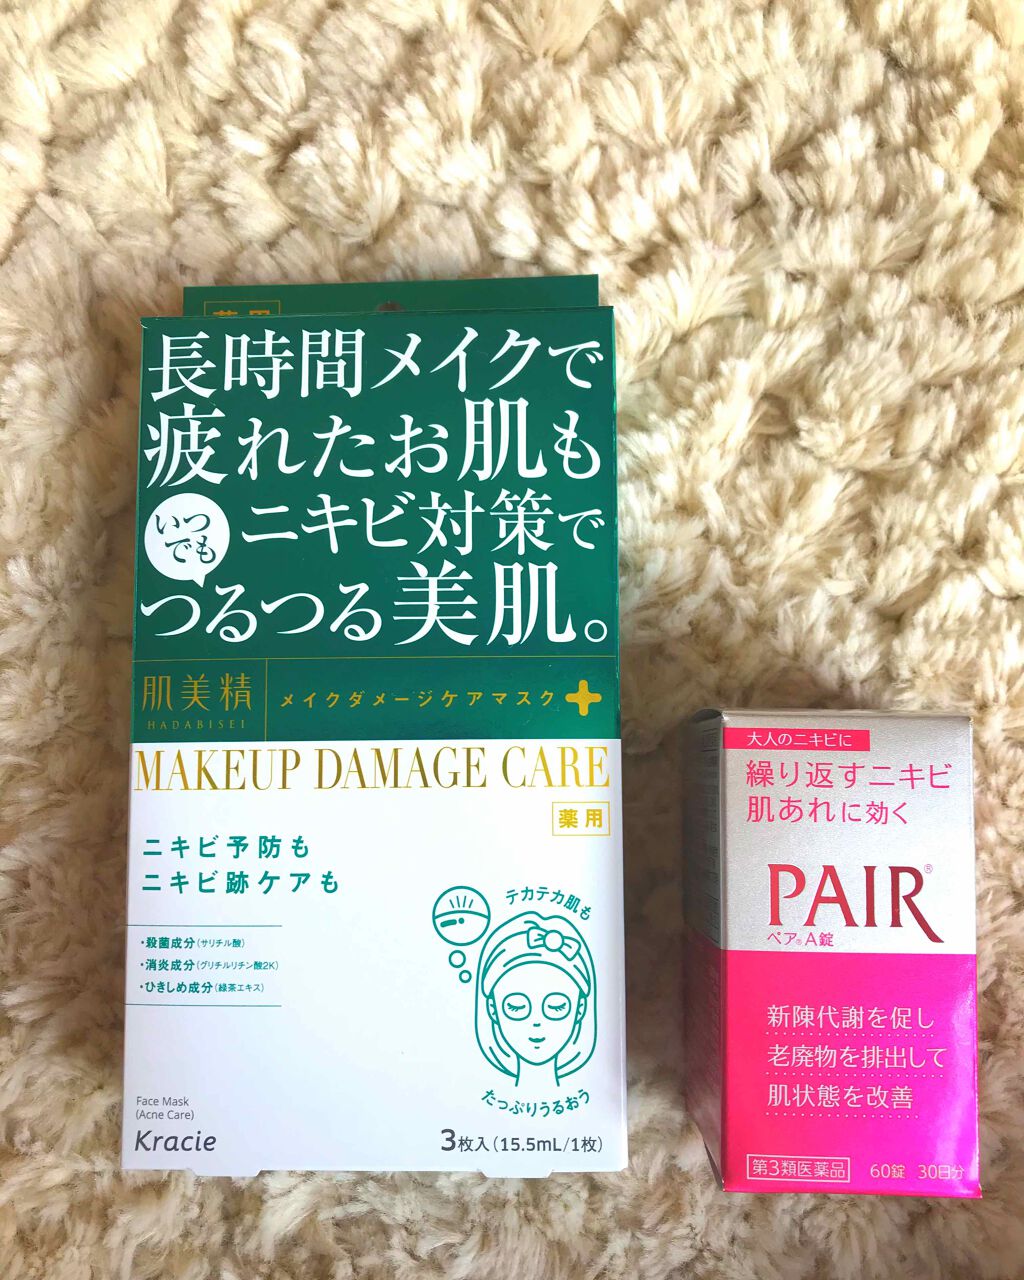 薬用
長時間メイクで
疲れたお肌も
いつでも
ニキビ対策で
つるつる美肌。
肌美精
HADABISEI
メイクダメージケアマスク+
MAKEUP DAMAGE CARE
薬用
ニキビ予防も
ニキビ跡ケアも
・殺菌成分(サリチル酸)
・消炎成分(グリチルリチン酸2K)
・ひきしめ成分(緑茶エキス)
テカテカ肌も
たっぷりうるおう
Face Mask
(Acne Care)
Kracie
3枚入(15.5mL/1枚)
大人のニキビに
繰り返すニキビ
肌あれに効く
PAIR®
ペア®A錠
新陳代謝を促し
老廃物を排出して
肌状態を改善
第3類医薬品
60錠 30日分